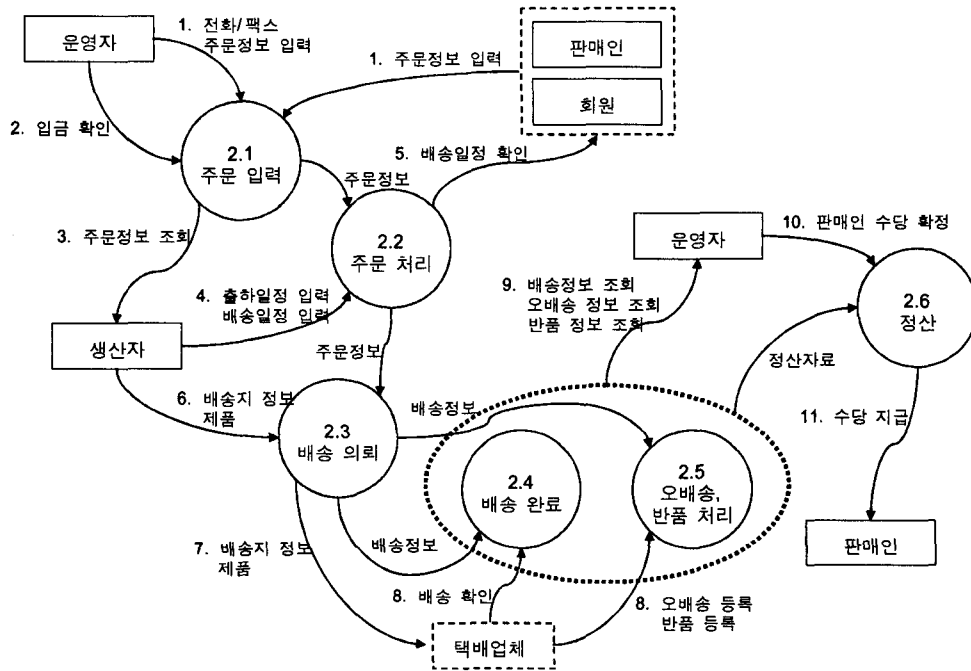 운영자
1. 전화/팩스
주문정보 입력
1. 주문정보 입력
판매인
회원
2. 입금 확인
2.1
주문 입력
5. 배송일정 확인
주문정보
2.2
주문 처리
3. 주문정보 조회
4. 출하일정 입력
배송일정 입력
생산자
주문정보
운영자
10. 판매인 수당 확정
9. 배송정보 조회
오배송 정보 조회
반품 정보 조회
2.6
정산
정산자료
6. 배송지 정보
제품
2.3
배송 의뢰
배송정보
11. 수당 지급
2.4
배송 완료
2.5
오배송,
반품 처리
판매인
7. 배송지 정보
제품
배송정보
8. 배송 확인
8. 오배송 등록
반품 등록
택배업체